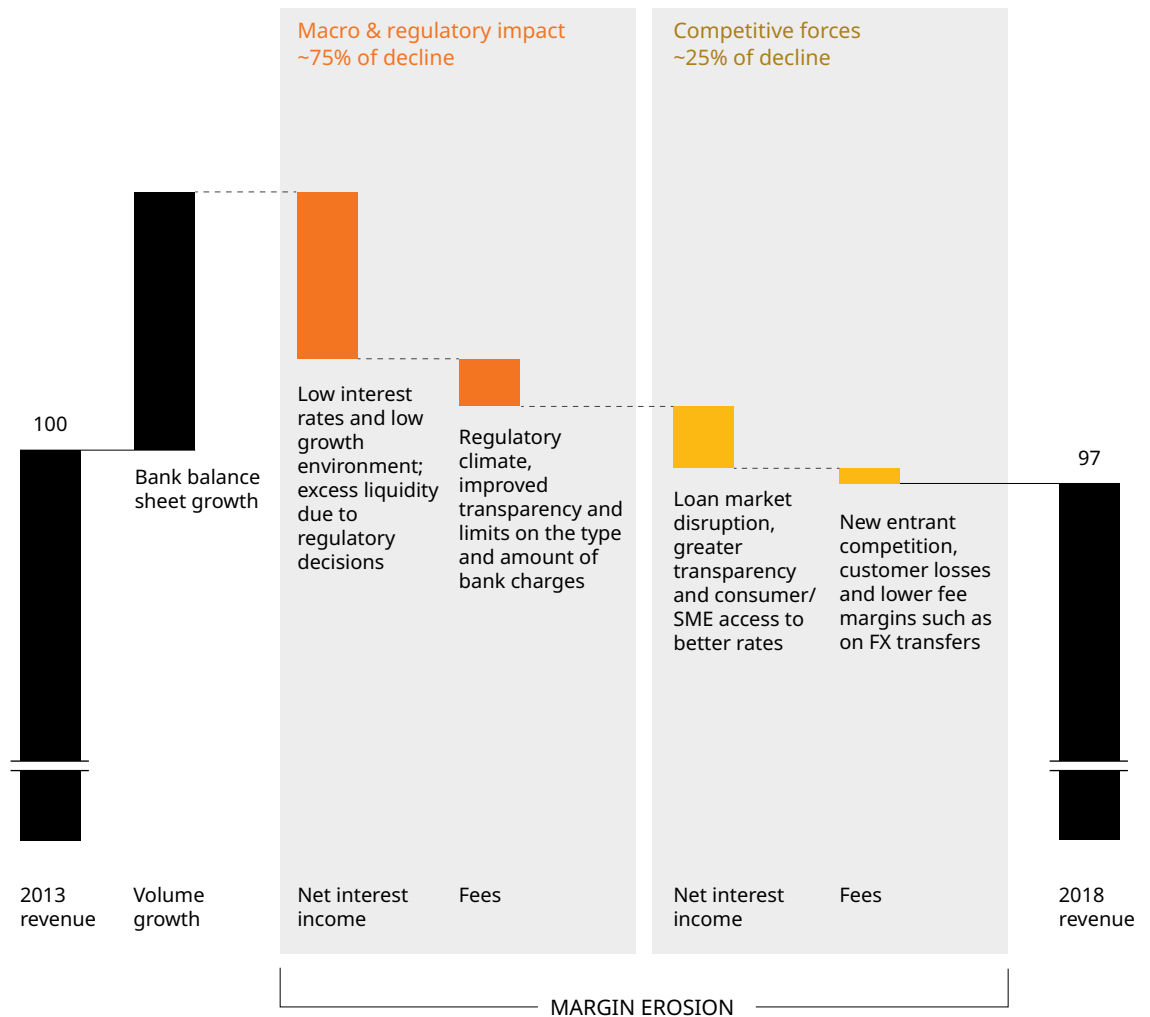 Macro & regulatory impact
~75% of decline
Competitive forces
~25% of decline
100
Bank balance
sheet growth
Low interest
rates and low
growth
environment;
excess liquidity
due to
regulatory
decisions
Regulatory
climate,
improved
transparency and
limits on the type
and amount of
bank charges
Loan market
disruption,
greater
transparency
and consumer/
SME access to
better rates
New entrant
competition,
customer losses
and lower fee
margins such as
on FX transfers
97
2013
revenue
Volume
growth
Net interest
income
Fees
Net interest
income
Fees
2018
revenue
MARGIN EROSION